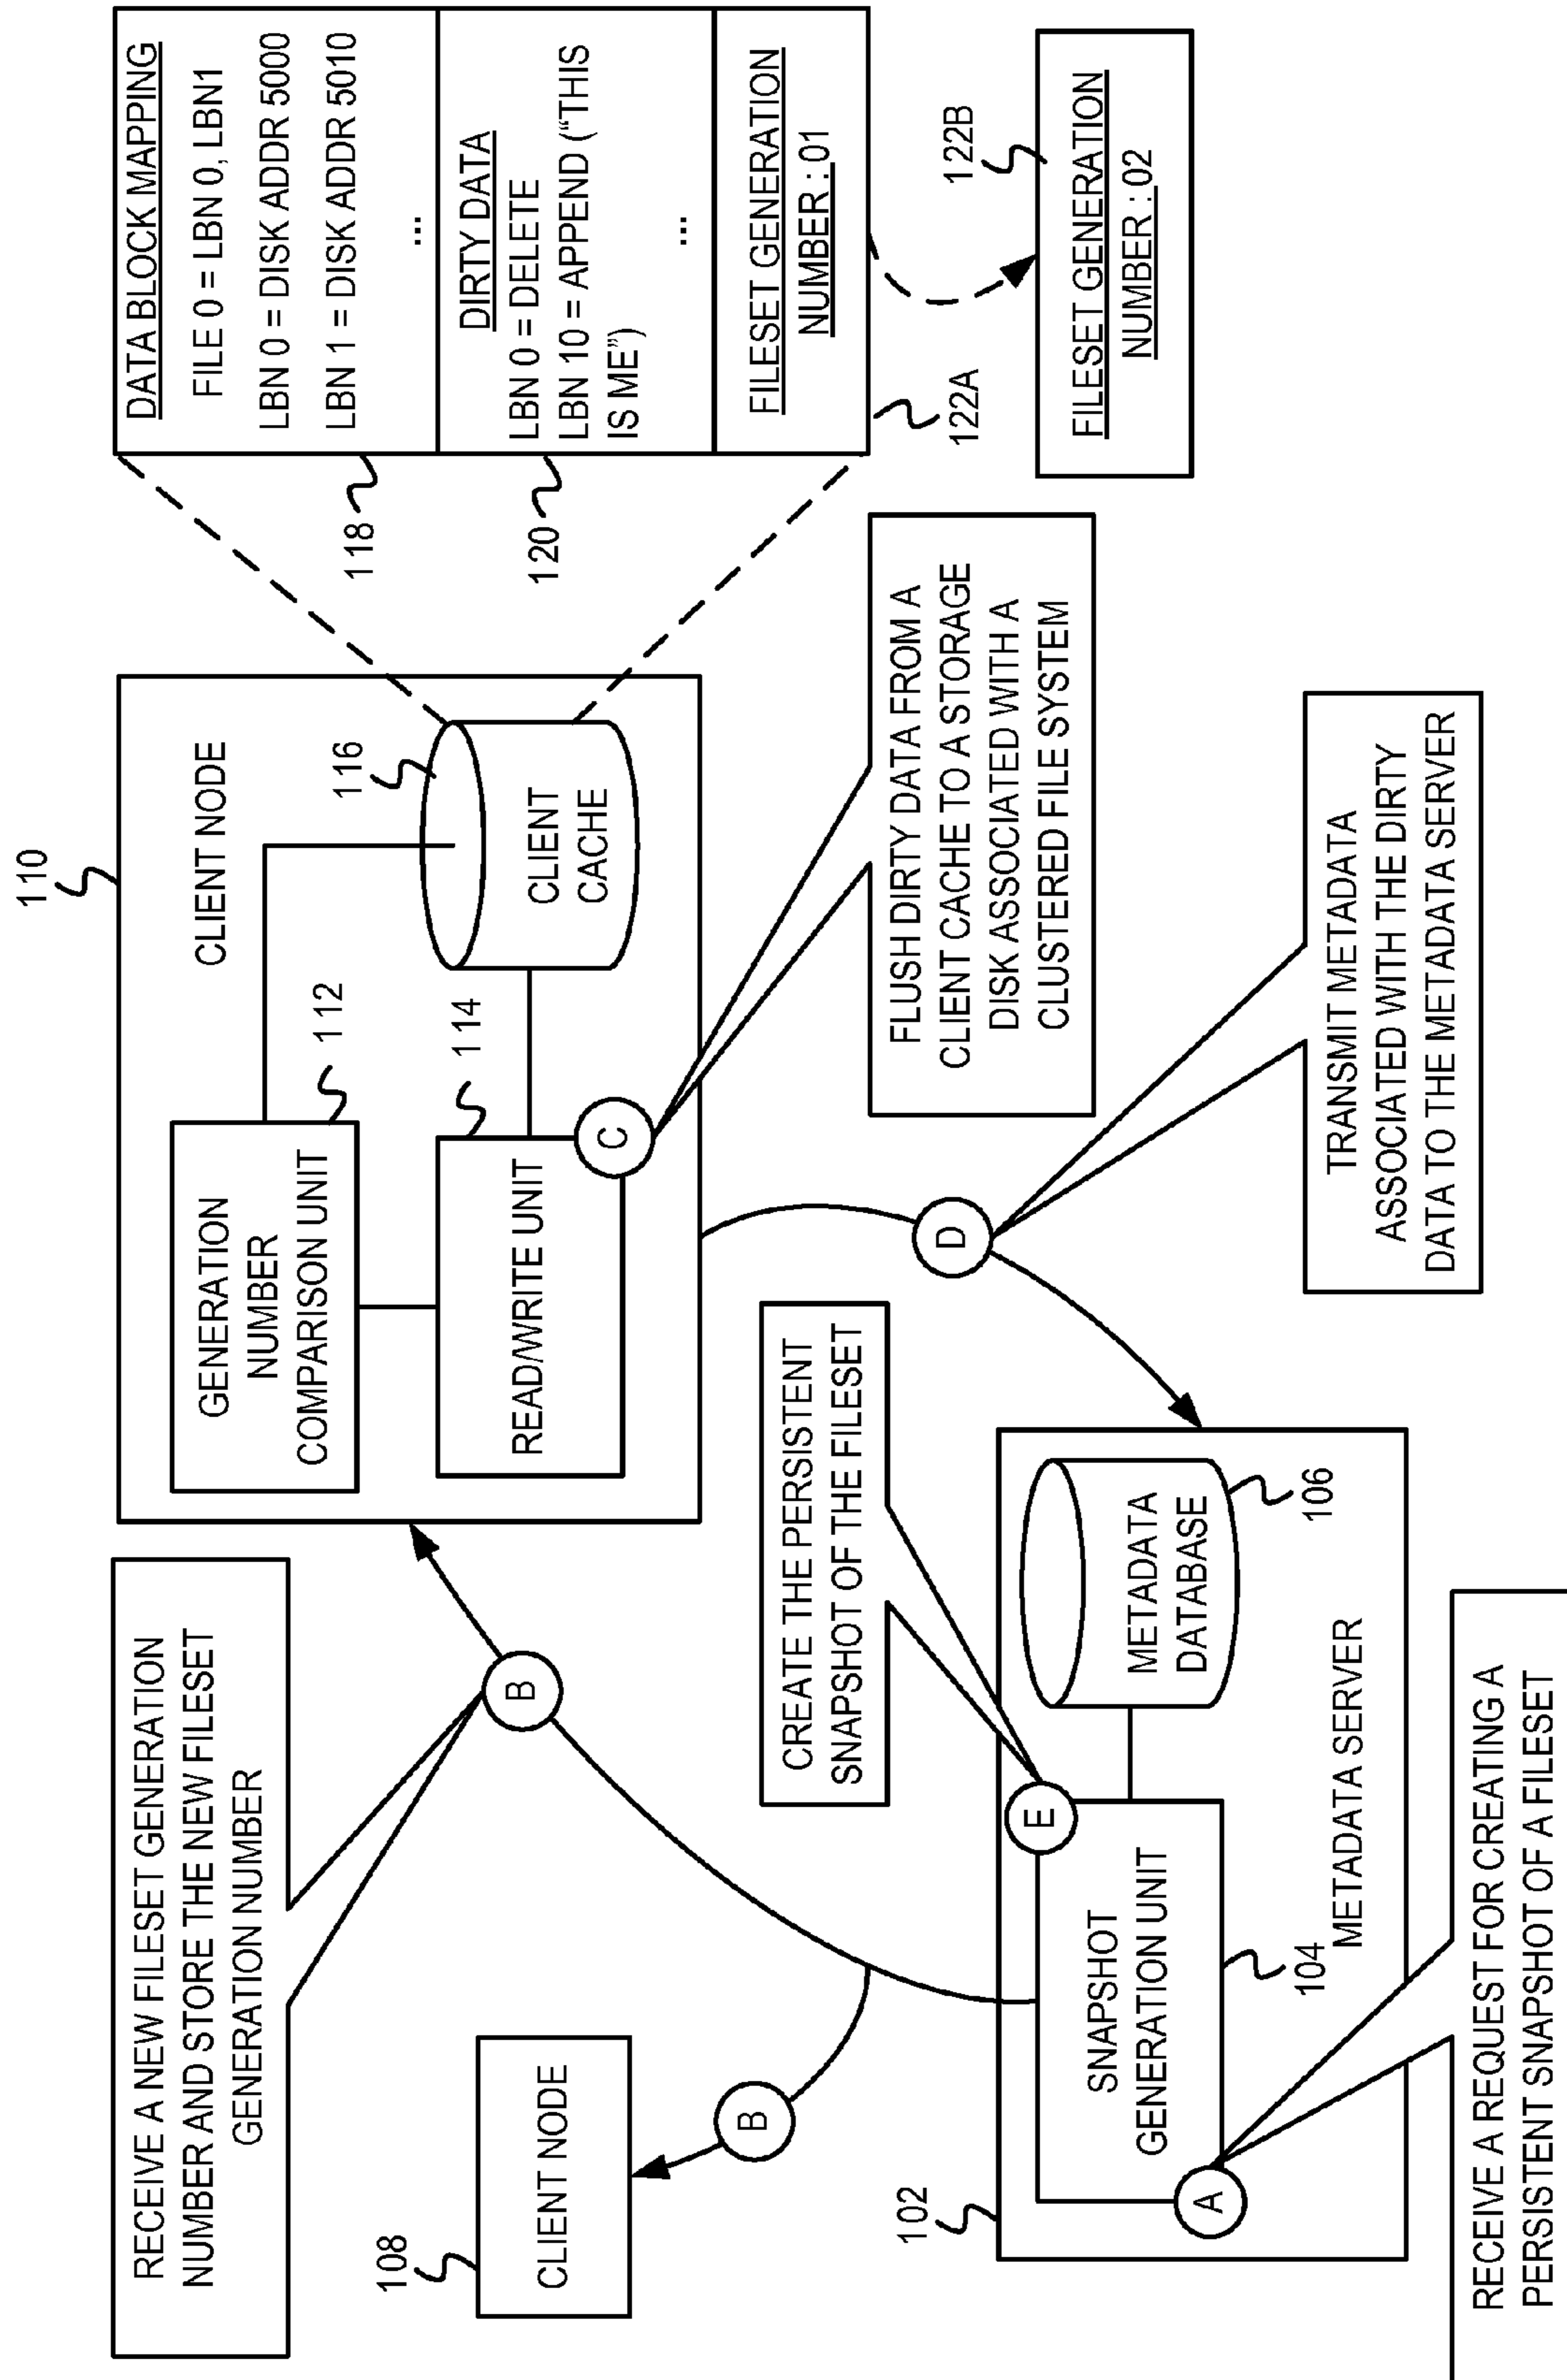 110
RECEIVE A NEW FILESET GENERATION
NUMBER AND STORE THE NEW FILESET
GENERATION NUMBER
CLIENT NODE
GENERATION
NUMBER
COMPARISON UNIT
112
READ/WRITE UNIT
114
CLIENT
CACHE
116
C
B
108
CLIENT NODE
B
DATA BLOCK MAPPING
FILE 0 = LBN 0, LBN1
LBN 0 = DISK ADDR 5000
LBN 1 = DISK ADDR 5010
...
118
DIRTY DATA
LBN 0 = DELETE
LBN 10 = APPEND (“THIS
IS ME”)
...
120
FILESET GENERATION
NUMBER : 01
122A
122B
FILESET GENERATION
NUMBER : 02
FLUSH DIRTY DATA FROM A
CLIENT CACHE TO A STORAGE
DISK ASSOCIATED WITH A
CLUSTERED FILE SYSTEM
D
TRANSMIT METADATA
ASSOCIATED WITH THE DIRTY
DATA TO THE METADATA SERVER
CREATE THE PERSISTENT
SNAPSHOT OF THE FILESET
102
E
SNAPSHOT
GENERATION UNIT
104
METADATA
DATABASE
106
METADATA SERVER
A
RECEIVE A REQUEST FOR CREATING A
PERSISTENT SNAPSHOT OF A FILESET